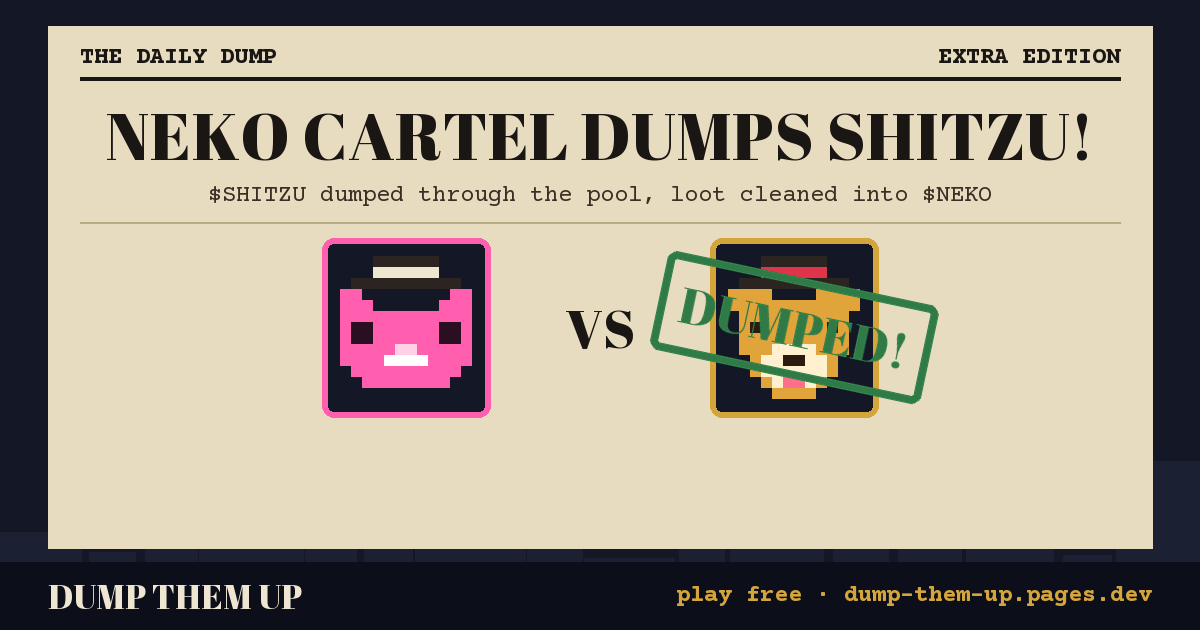 THE DAILY DUMP
EXTRA EDITION
NEKO CARTEL DUMPS SHITZU!
$SHITZU dumped through the pool, loot cleaned into $NEKO
VS
DUMPED!
DUMP THEM UP
play free · dump-them-up.pages.dev